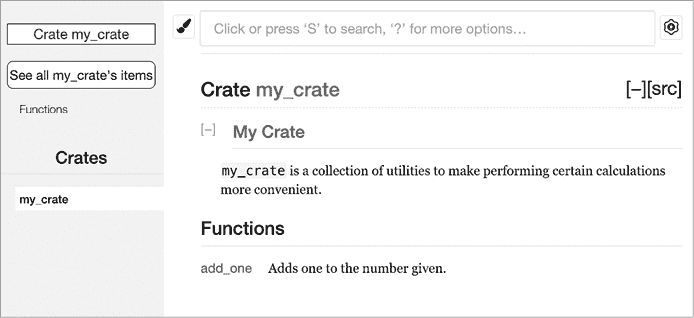 Crate my_crate
See all my_crate's items
Functions
Crates
my_crate
Click or press ‘S’ to search, ‘?’ for more options…
Crate my_crate
[–][src]
[–] My Crate
my_crate is a collection of utilities to make performing certain calculations
more convenient.
Functions
add_one Adds one to the number given.